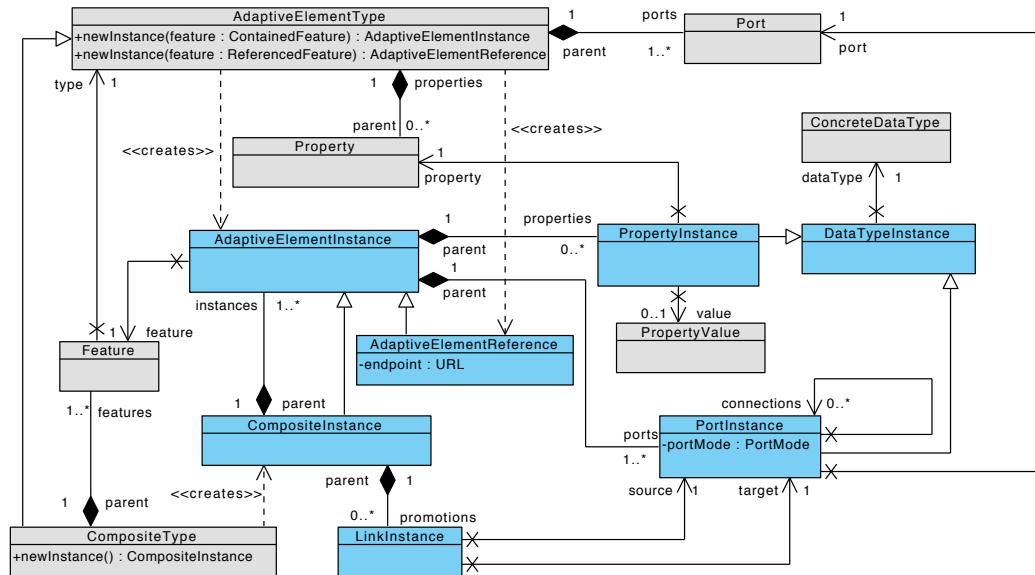 AdaptiveElementType
+newInstance(feature : ContainedFeature) : AdaptiveElementInstance
+newInstance(feature : ReferencedFeature) : AdaptiveElementReference
1
ports
parent
1..*
Port
1
port
type
1
1
properties
parent
0..*
<<creates>>
<<creates>>
Property
1
property
ConcreteDataType
dataType
1
AdaptiveElementInstance
1
properties
parent
0..*
PropertyInstance
DataTypeInstance
1
parent
instances
1..*
0..1
value
PropertyValue
1
feature
Feature
AdaptiveElementReference
-endpoint : URL
1..*
features
1
parent
CompositeInstance
connections
0..*
PortInstance
-portMode : PortMode
ports
1..*
<<creates>>
parent
1
source
1
target
1
1
parent
0..*
promotions
CompositeType
+newInstance() : CompositeInstance
LinkInstance